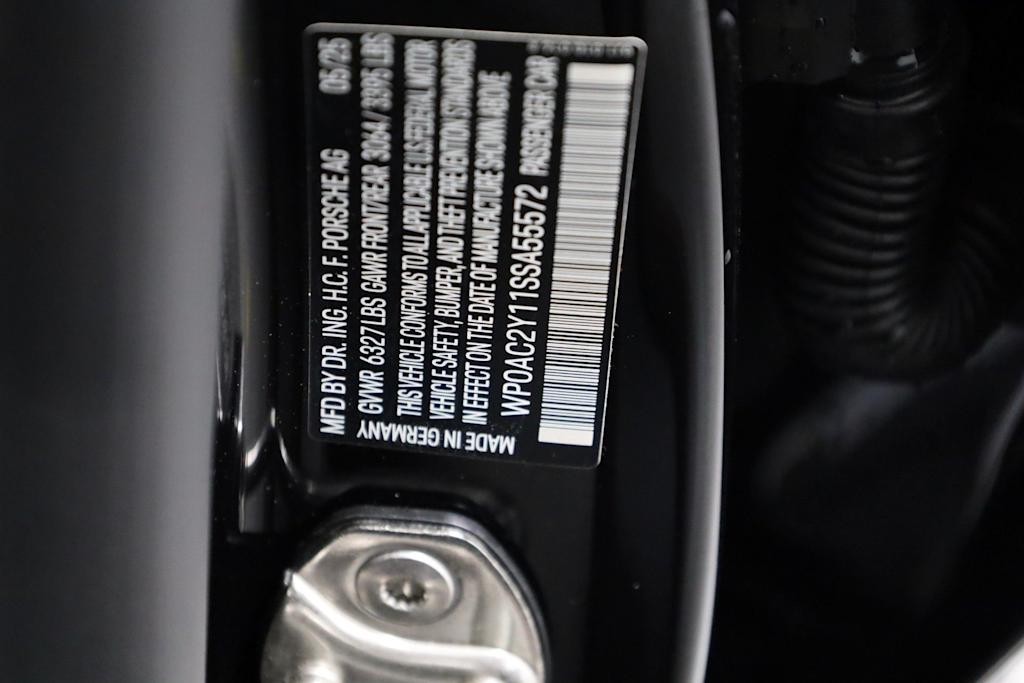 MFD BY DR. ING. H.C. F. PORSCHE AG 05/25
GVWR 6327 LBS GAWR FRONT/REAR 3064 / 3395 LBS
THIS VEHICLE CONFORMS TO ALL APPLICABLE US FEDERAL MOTOR
VEHICLE SAFETY, BUMPER, AND THEFT PREVENTION STANDARDS
IN EFFECT ON THE DATE OF MANUFACTURE SHOWN ABOVE.
WP0AC2Y11SSA55572 PASSENGER CAR
MADE IN GERMANY